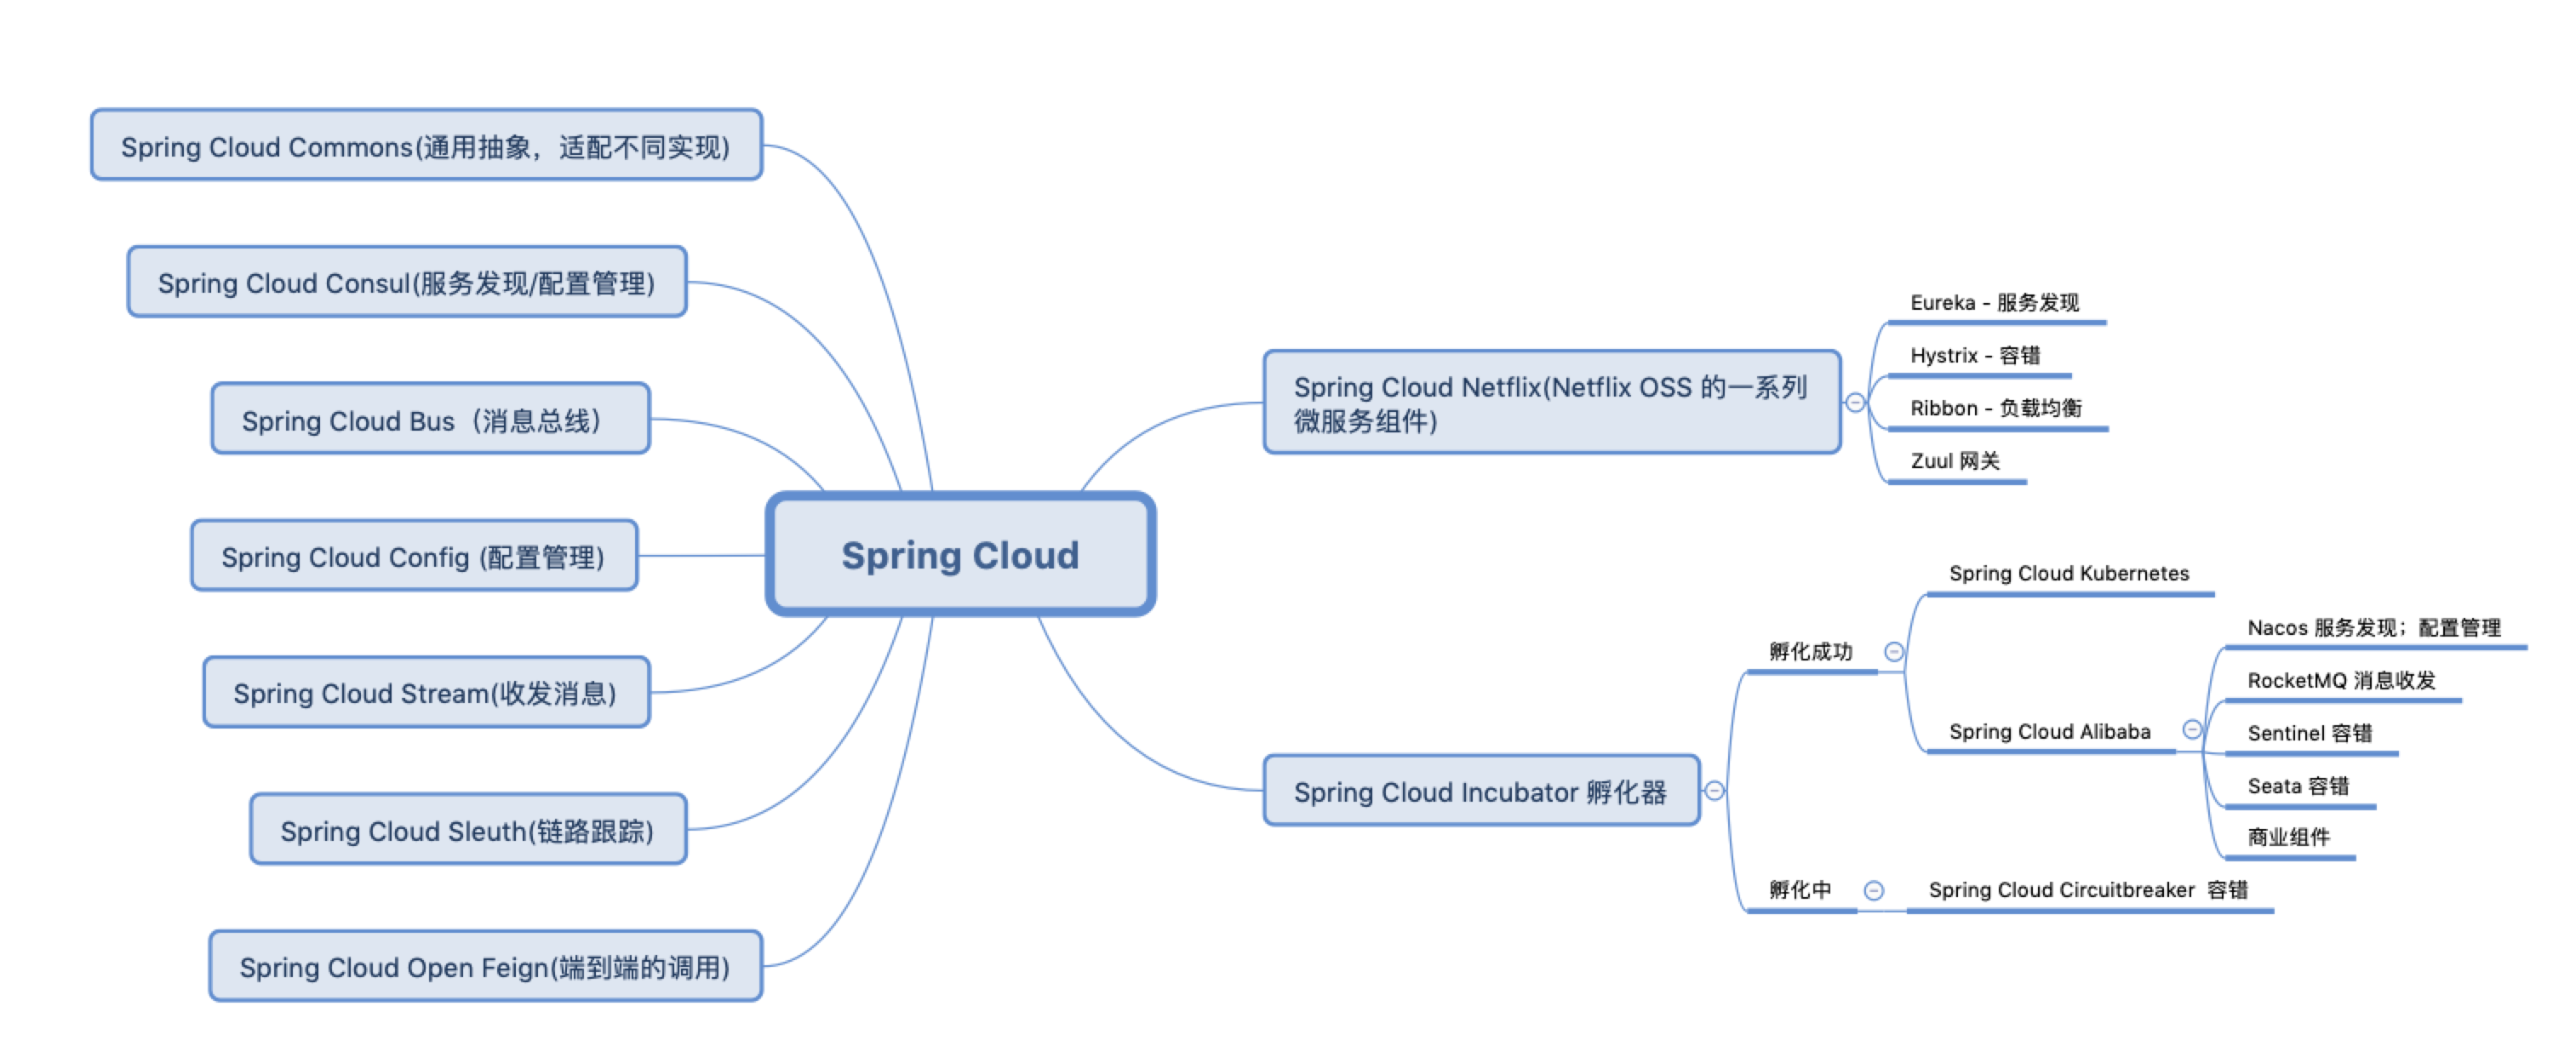 Spring Cloud Commons(通用抽象，适配不同实现)
Spring Cloud Consul(服务发现/配置管理)
Spring Cloud Bus（消息总线）
Spring Cloud Config (配置管理)
Spring Cloud Stream(收发消息)
Spring Cloud Sleuth(链路跟踪)
Spring Cloud Open Feign(端到端的调用)
Spring Cloud
Spring Cloud Netflix(Netflix OSS 的一系列
微服务组件)
Eureka - 服务发现
Hystrix - 容错
Ribbon - 负载均衡
Zuul 网关
Spring Cloud Incubator 孵化器
孵化成功
Spring Cloud Kubernetes
Spring Cloud Alibaba
Nacos 服务发现；配置管理
RocketMQ 消息收发
Sentinel 容错
Seata 容错
商业组件
孵化中
Spring Cloud Circuitbreaker 容错